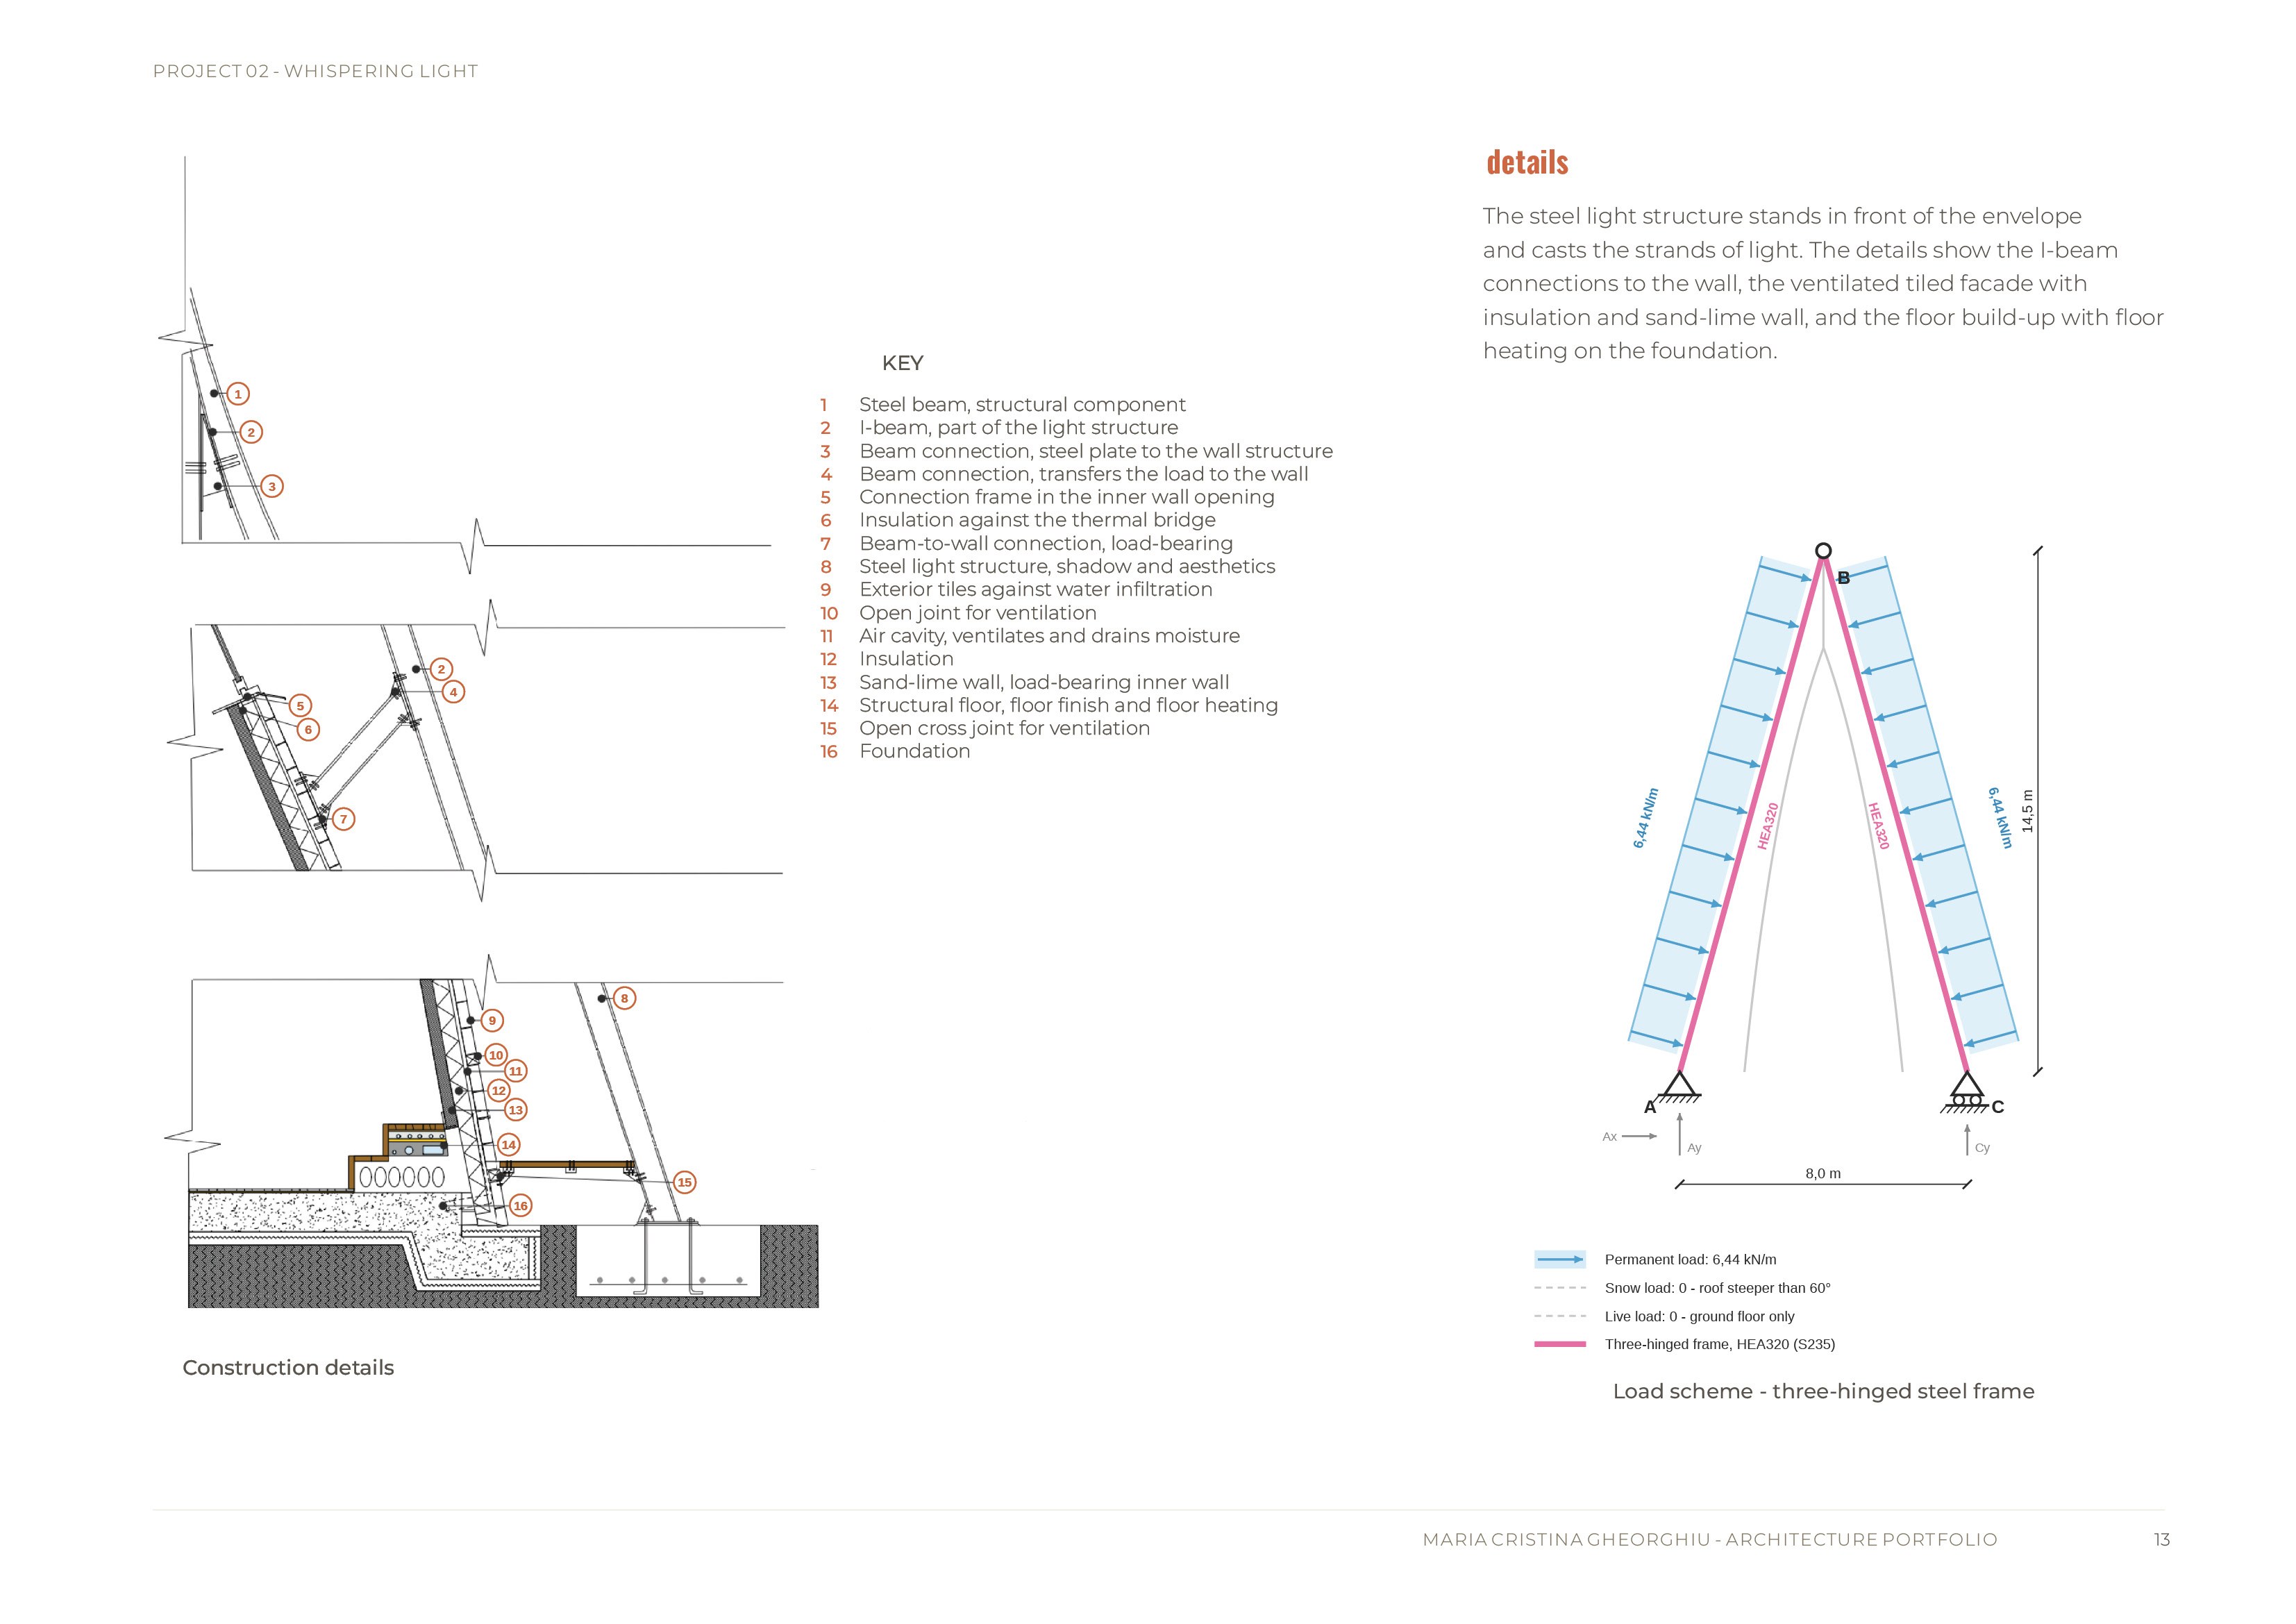 PROJECT 02 - WHISPERING LIGHT
details
The steel light structure stands in front of the envelope
and casts the strands of light. The details show the I-beam
connections to the wall, the ventilated tiled facade with
insulation and sand-lime wall, and the floor build-up with floor
heating on the foundation.
1
2
3
2
4
5
6
7
8
9
10
11
12
13
14
15
16
Construction details
KEY
1 Steel beam, structural component
2 I-beam, part of the light structure
3 Beam connection, steel plate to the wall structure
4 Beam connection, transfers the load to the wall
5 Connection frame in the inner wall opening
6 Insulation against the thermal bridge
7 Beam-to-wall connection, load-bearing
8 Steel light structure, shadow and aesthetics
9 Exterior tiles against water infiltration
10 Open joint for ventilation
11 Air cavity, ventilates and drains moisture
12 Insulation
13 Sand-lime wall, load-bearing inner wall
14 Structural floor, floor finish and floor heating
15 Open cross joint for ventilation
16 Foundation
B
6,44 kN/m
HEA320
HEA320
6,44 kN/m
14,5 m
A
C
Ax
Ay
Cy
8,0 m
Permanent load: 6,44 kN/m
Snow load: 0 - roof steeper than 60°
Live load: 0 - ground floor only
Three-hinged frame, HEA320 (S235)
Load scheme - three-hinged steel frame
MARIA CRISTINA GHEORGHIU - ARCHITECTURE PORTFOLIO
13